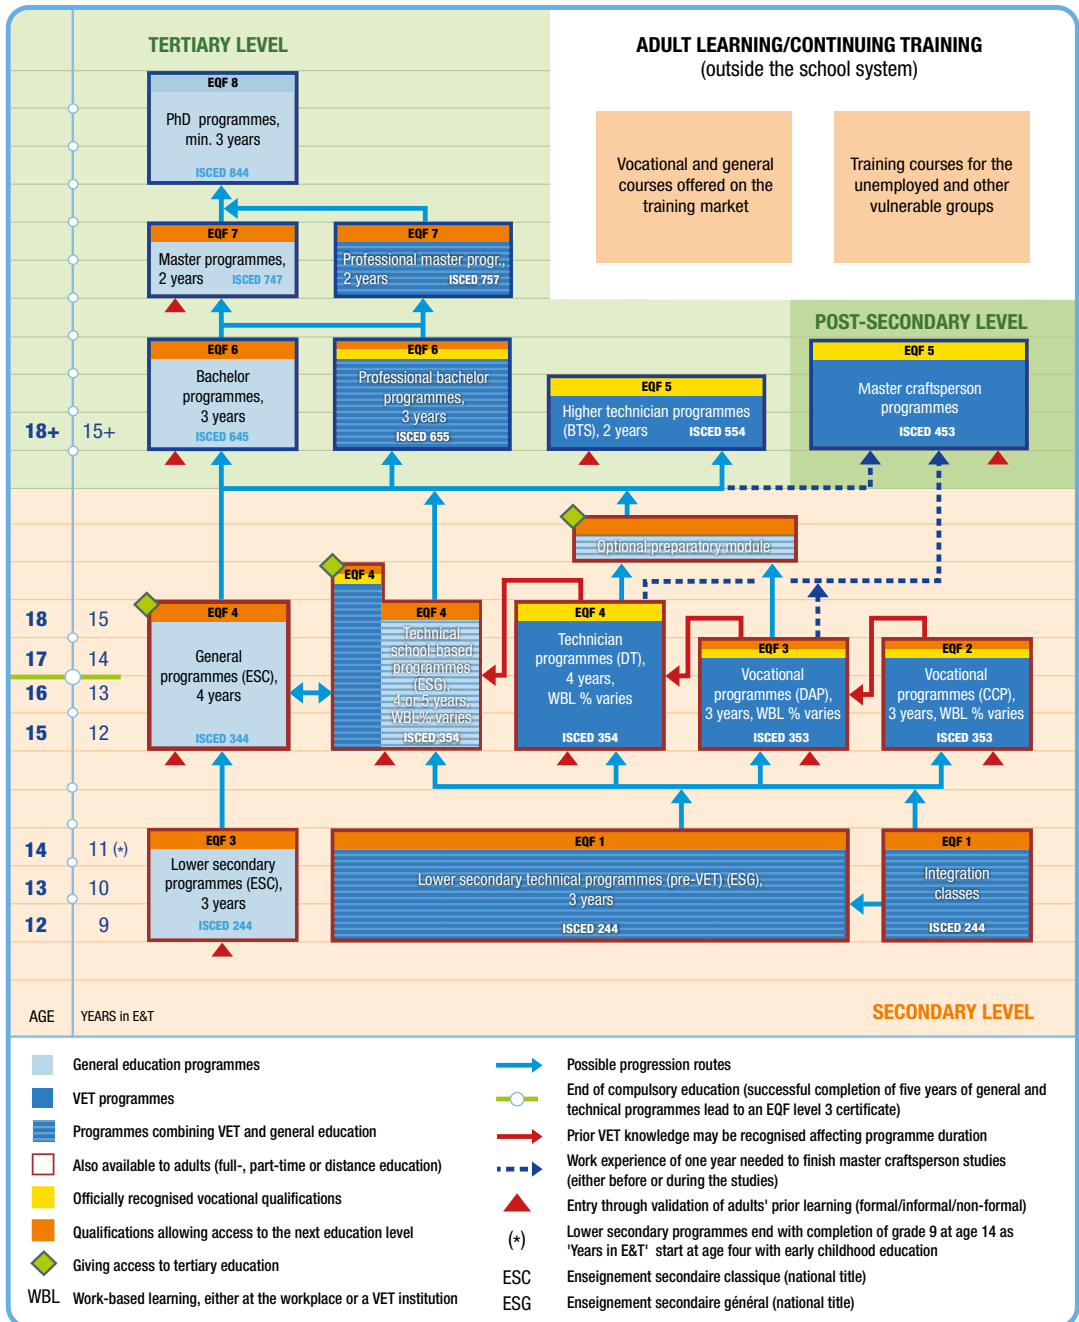 TERTIARY LEVEL
ADULT LEARNING/CONTINUING TRAINING
(outside the school system)
EQF 8
PhD programmes,
min. 3 years
ISCED 844
Vocational and general
courses offered on the
training market
Training courses for the
unemployed and other
vulnerable groups
EQF 7
Master programmes,
2 years ISCED 747
EQF 7
Professional master progr.,
2 years ISCED 757
POST-SECONDARY LEVEL
EQF 6
Bachelor
programmes,
3 years
ISCED 645
EQF 6
Professional bachelor
programmes,
3 years
ISCED 655
EQF 5
Higher technician programmes
(BTS), 2 years ISCED 554
EQF 5
Master craftsperson
programmes
ISCED 453
18+ 15+
Optional preparatory module
EQF 4
General
programmes (ESC),
4 years
ISCED 344
EQF 4
EQF 4
Technical
school-based
programmes
(ESG),
4 or 5 years,
WBL% varies
ISCED 354
EQF 4
Technician
programmes (DT),
4 years,
WBL % varies
ISCED 354
EQF 3
Vocational
programmes (DAP),
3 years, WBL % varies
ISCED 353
EQF 2
Vocational
programmes (CCP),
3 years, WBL % varies
ISCED 353
18 15
17 14
16 13
15 12
EQF 3
Lower secondary
programmes (ESC),
3 years
ISCED 244
EQF 1
Lower secondary technical programmes (pre-VET) (ESG),
3 years
ISCED 244
EQF 1
Integration
classes
ISCED 244
14 11 (*)
13 10
12 9
AGE YEARS in E&T
SECONDARY LEVEL
General education programmes
VET programmes
Programmes combining VET and general education
Also available to adults (full-, part-time or distance education)
Officially recognised vocational qualifications
Qualifications allowing access to the next education level
Giving access to tertiary education
WBL Work-based learning, either at the workplace or a VET institution
Possible progression routes
End of compulsory education (successful completion of five years of general and
technical programmes lead to an EQF level 3 certificate)
Prior VET knowledge may be recognised affecting programme duration
Work experience of one year needed to finish master craftsperson studies
(either before or during the studies)
Entry through validation of adults' prior learning (formal/informal/non-formal)
(*) Lower secondary programmes end with completion of grade 9 at age 14 as
'Years in E&T' start at age four with early childhood education
ESC Enseignement secondaire classique (national title)
ESG Enseignement secondaire général (national title)